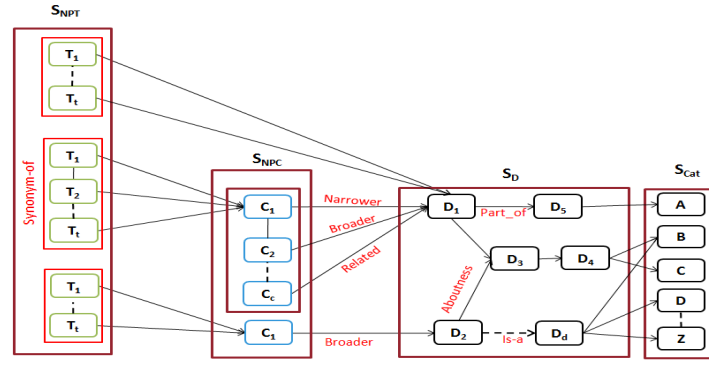 S_NPT
T_1
T_t
Synonym-of
T_1
T_2
T_t
T_1
T_t
S_NPC
C_1
C_2
C_c
C_1
Narrower
Broader
Related
Broader
S_D
D_1
Part_of
D_5
D_3
D_4
Aboutness
D_2
Is-a
D_d
S_Cat
A
B
C
D
Z